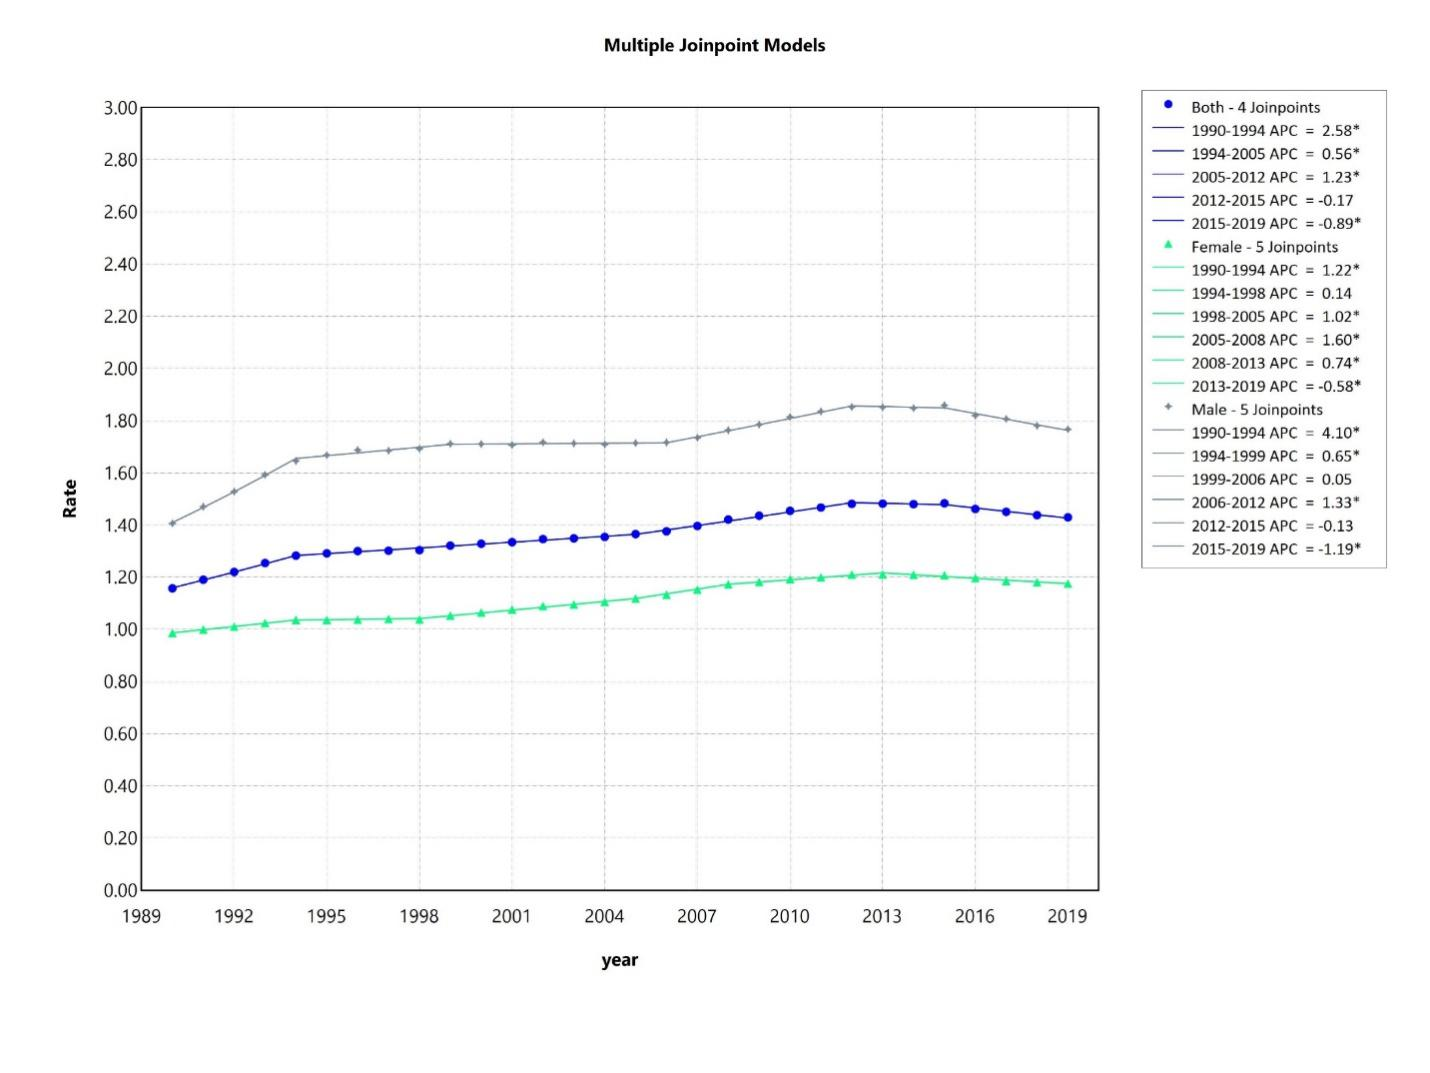 Multiple Joinpoint Models
3.00
2.80
2.60
2.40
2.20
2.00
1.80
1.60
1.40
1.20
1.00
0.80
0.60
0.40
0.20
0.00
Rate
1989 1992 1995 1998 2001 2004 2007 2010 2013 2016 2019
year
Both - 4 Joinpoints
1990-1994 APC = 2.58*
1994-2005 APC = 0.56*
2005-2012 APC = 1.23*
2012-2015 APC = -0.17
2015-2019 APC = -0.89*
Female - 5 Joinpoints
1990-1994 APC = 1.22*
1994-1998 APC = 0.14
1998-2005 APC = 1.02*
2005-2008 APC = 1.60*
2008-2013 APC = 0.74*
2013-2019 APC = -0.58*
Male - 5 Joinpoints
1990-1994 APC = 4.10*
1994-1999 APC = 0.65*
1999-2006 APC = 0.05
2006-2012 APC = 1.33*
2012-2015 APC = -0.13
2015-2019 APC = -1.19*